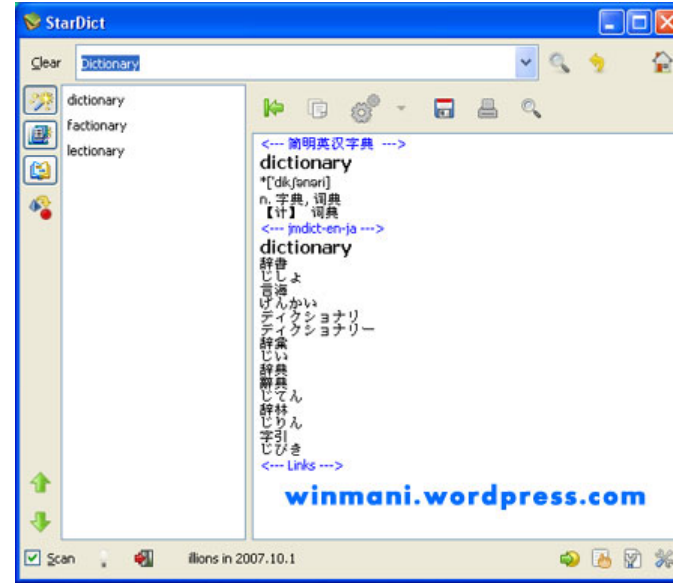 StarDict
Clear
Dictionary
dictionary
factionary
lectionary
<--- 简明英汉字典 --->
dictionary
*['dikʃənəri]
n. 字典, 词典
【计】 词典
<--- jmdict-en-ja --->
dictionary
辞書
じしょ
言海
げんかい
ディクショナリ
ディクショナリー
辞彙
じい
辞典
辭典
じてん
辞林
じりん
字引
じびき
<--- Links --->
winmani.wordpress.com
Scan
illions in 2007.10.1